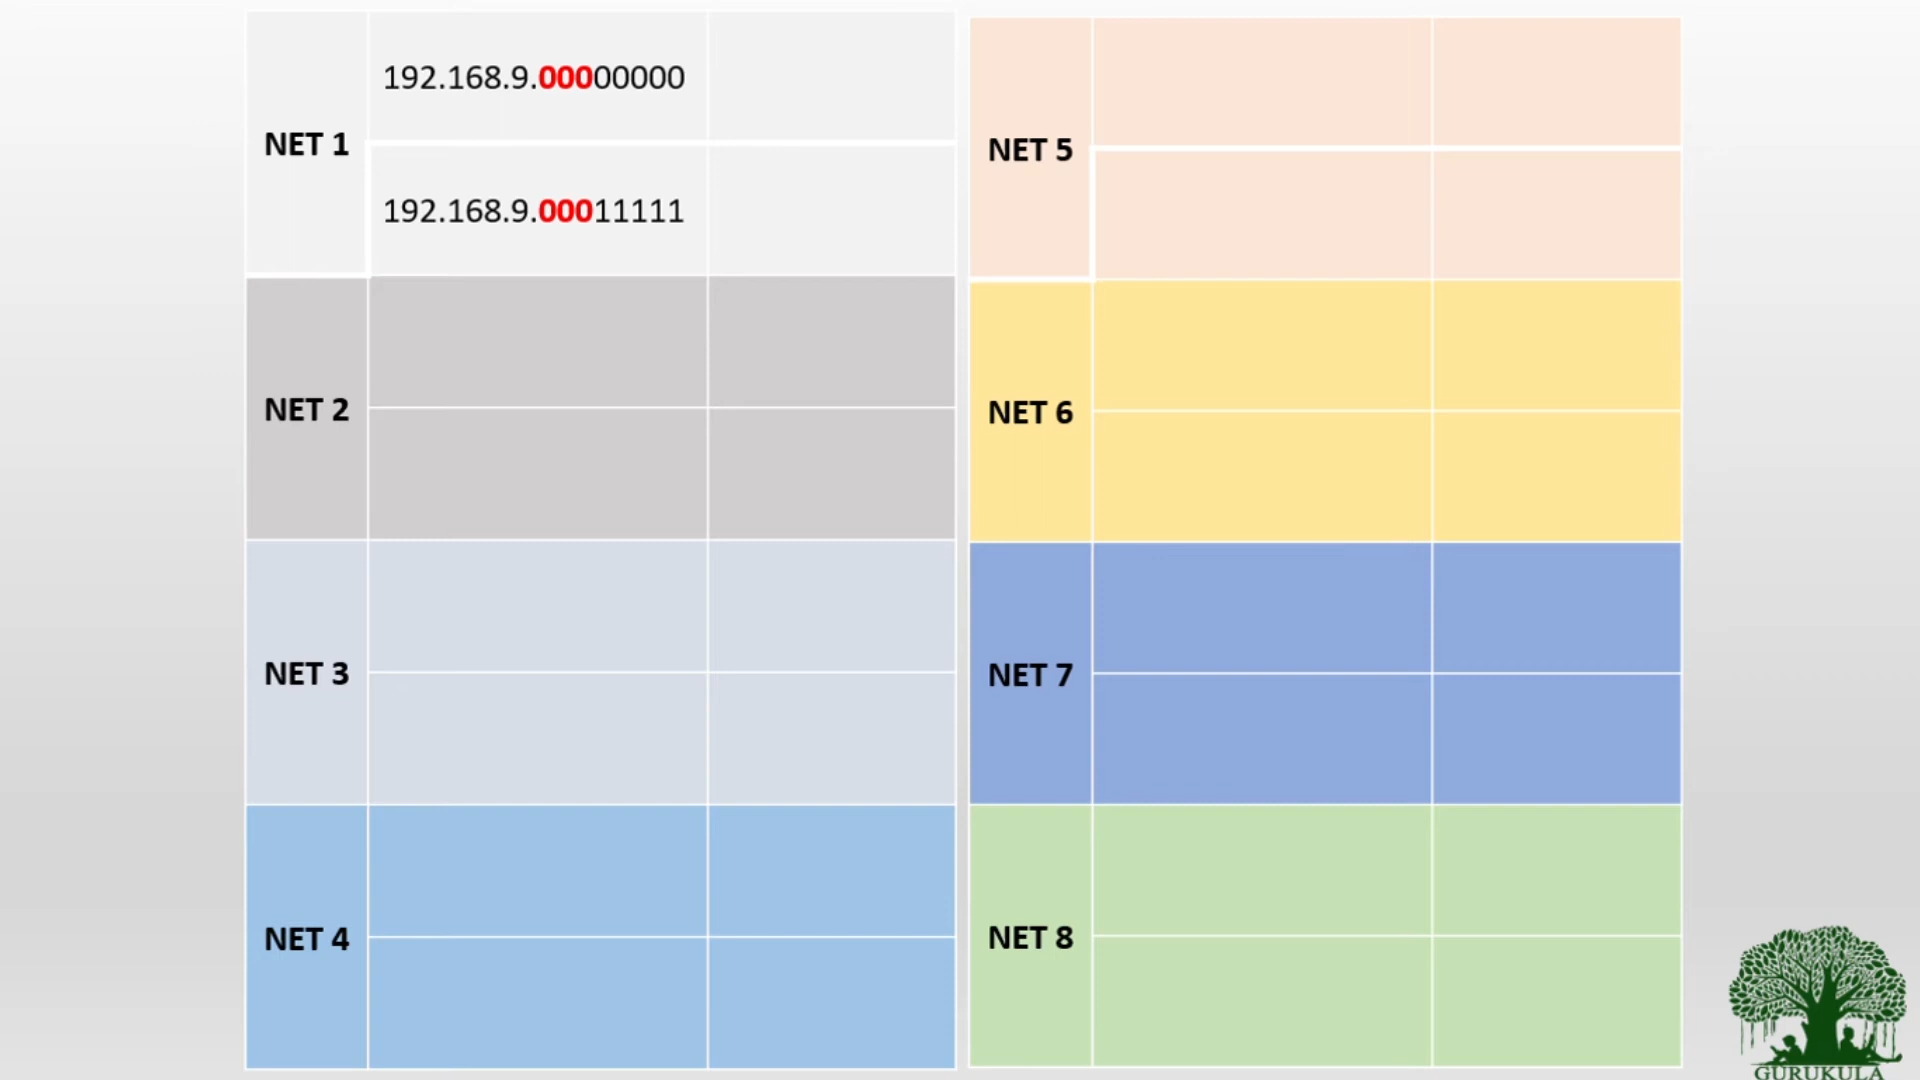 192.168.9.00000000
NET 1
192.168.9.00011111
NET 2
NET 3
NET 4
NET 5
NET 6
NET 7
NET 8
GURUKULA